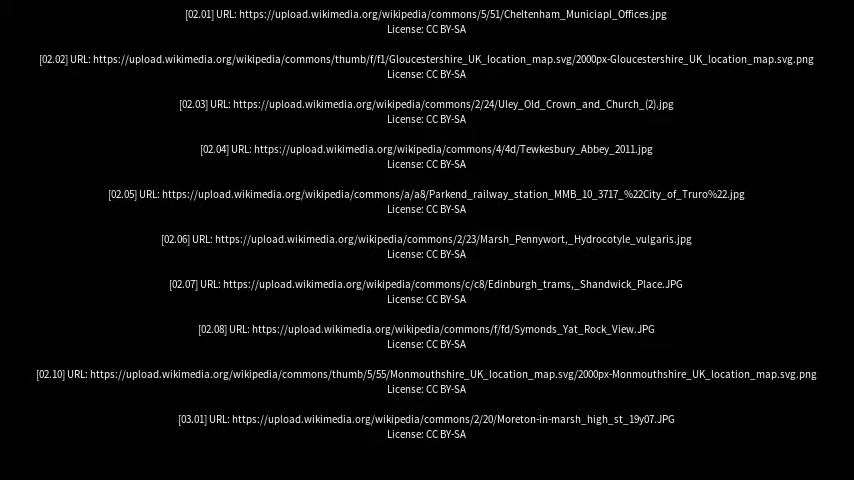 [02.01] URL: https://upload.wikimedia.org/wikipedia/commons/5/51/Cheltenham_Municiapl_Offices.jpg
License: CC BY-SA
[02.02] URL: https://upload.wikimedia.org/wikipedia/commons/thumb/f/f1/Gloucestershire_UK_location_map.svg/2000px-Gloucestershire_UK_location_map.svg.png
License: CC BY-SA
[02.03] URL: https://upload.wikimedia.org/wikipedia/commons/2/24/Uley_Old_Crown_and_Church_(2).jpg
License: CC BY-SA
[02.04] URL: https://upload.wikimedia.org/wikipedia/commons/4/4d/Tewkesbury_Abbey_2011.jpg
License: CC BY-SA
[02.05] URL: https://upload.wikimedia.org/wikipedia/commons/a/a8/Parkend_railway_station_MMB_10_3717_%22City_of_Truro%22.jpg
License: CC BY-SA
[02.06] URL: https://upload.wikimedia.org/wikipedia/commons/2/23/Marsh_Pennywort,_Hydrocotyle_vulgaris.jpg
License: CC BY-SA
[02.07] URL: https://upload.wikimedia.org/wikipedia/commons/c/c8/Edinburgh_trams,_Shandwick_Place.JPG
License: CC BY-SA
[02.08] URL: https://upload.wikimedia.org/wikipedia/commons/f/fd/Symonds_Yat_Rock_View.JPG
License: CC BY-SA
[02.10] URL: https://upload.wikimedia.org/wikipedia/commons/thumb/5/55/Monmouthshire_UK_location_map.svg/2000px-Monmouthshire_UK_location_map.svg.png
License: CC BY-SA
[03.01] URL: https://upload.wikimedia.org/wikipedia/commons/2/20/Moreton-in-marsh_high_st_19y07.JPG
License: CC BY-SA